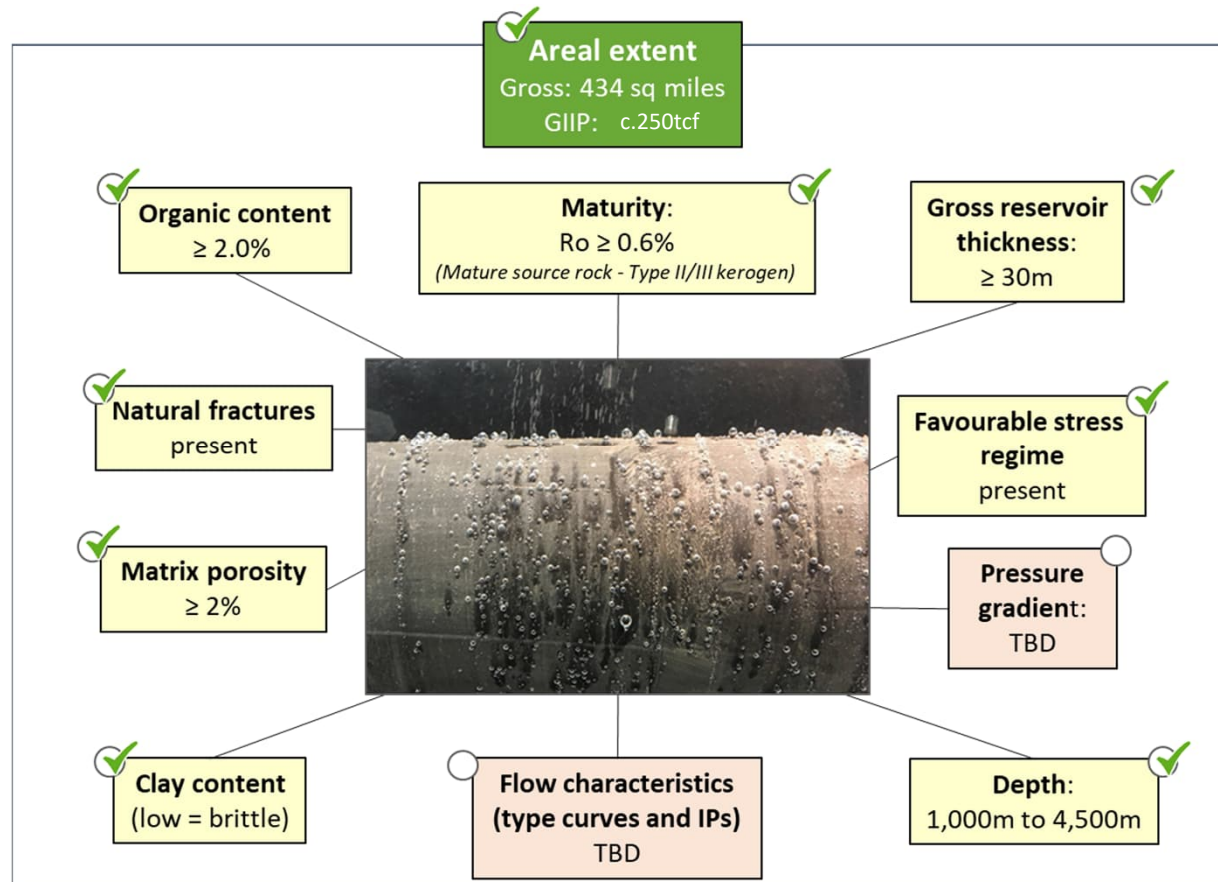 Areal extent
Gross: 434 sq miles
GIIP: c.250tcf
Organic content
≥ 2.0%
Maturity:
Ro ≥ 0.6%
(Mature source rock - Type II/III kerogen)
Gross reservoir
thickness:
≥ 30m
Natural fractures
present
Favourable stress
regime
present
Matrix porosity
≥ 2%
Pressure
gradient:
TBD
Clay content
(low = brittle)
Flow characteristics
(type curves and IPs)
TBD
Depth:
1,000m to 4,500m